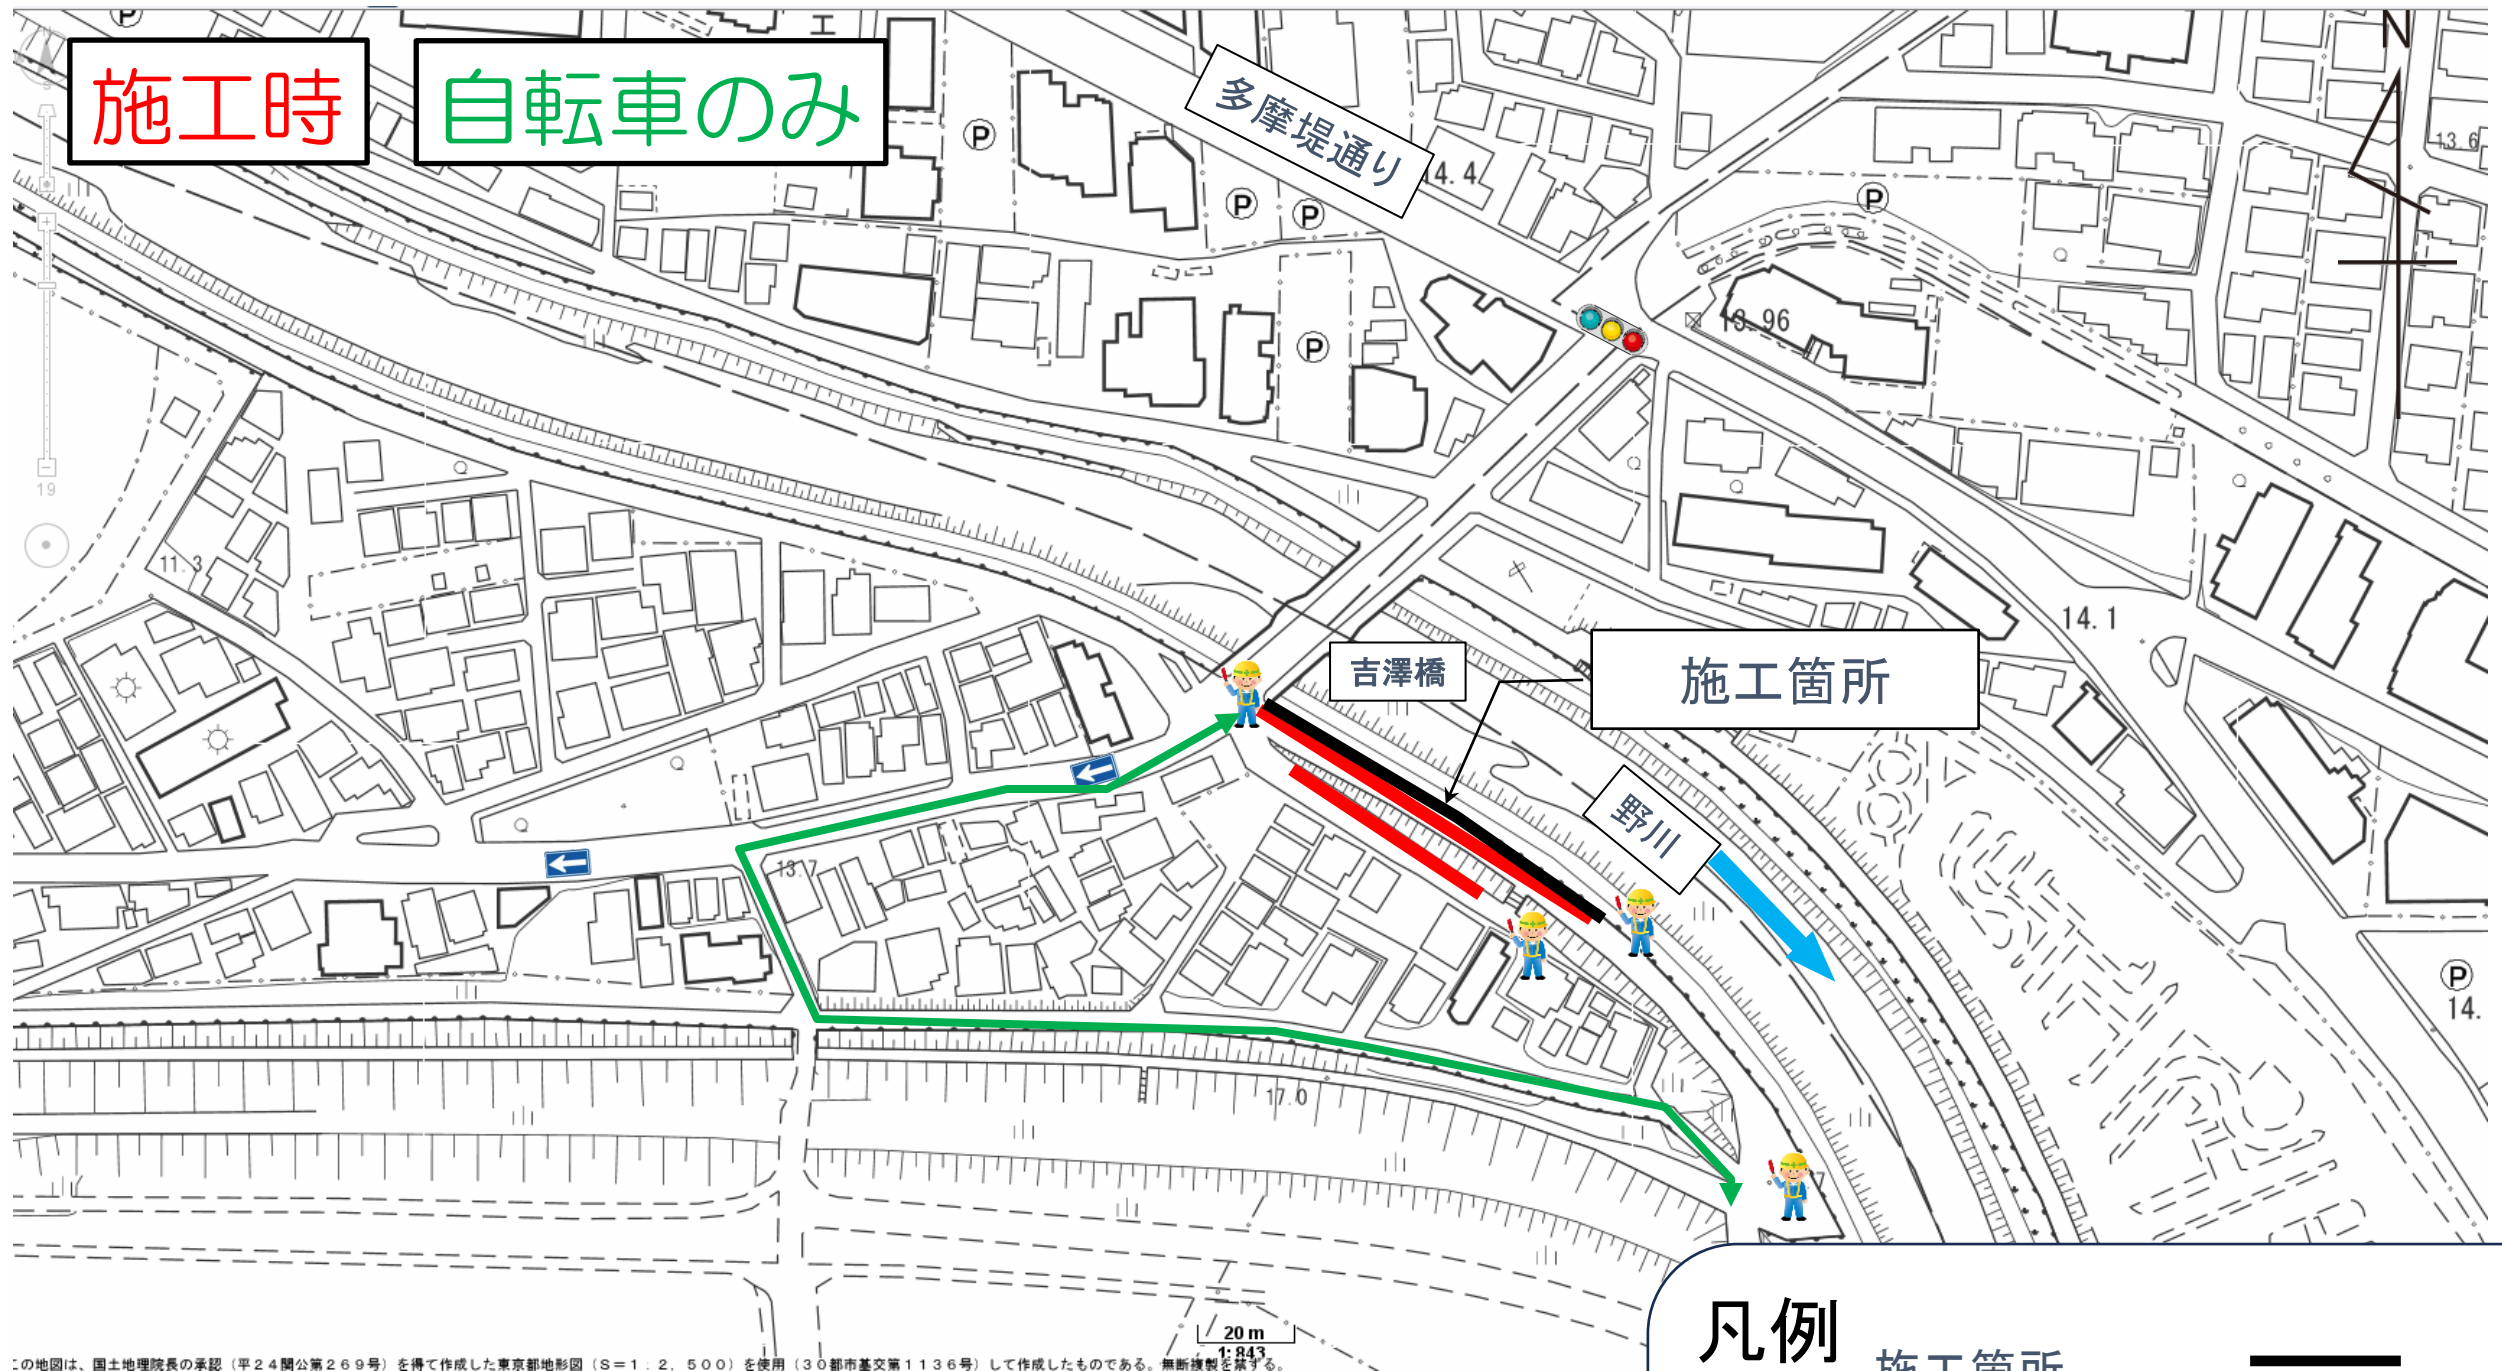 施工時
自転車のみ
多摩堤通り
N
P
P
P
P
P
P
P
工
14.4
13.6
13.96
19
11.3
14.1
吉澤橋
施工箇所
野川
13.7
17.0
14.
20 m
1:843
凡例
施工箇所
この地図は、国土地理院長の承認（平24関公第269号）を得て作成した東京都地形図（S＝1：2，500）を使用（30都市基交第1136号）して作成したものである。無断複製を禁ずる。